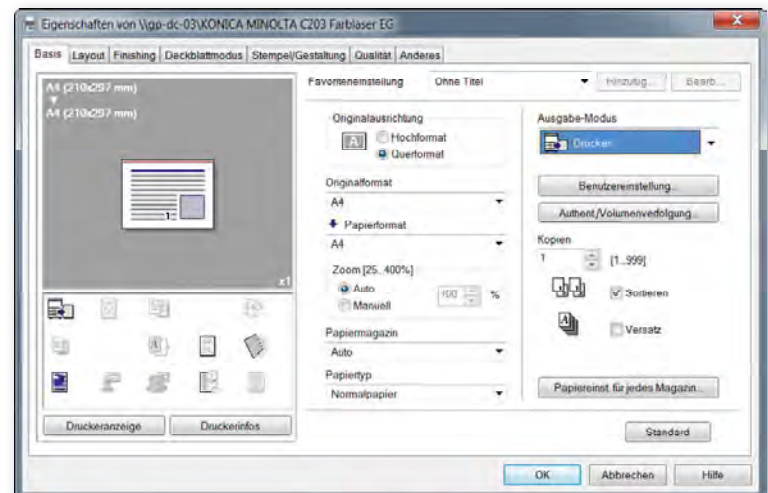 Eigenschaften von \\gp-dc-03\KONICA MINOLTA C203 Farblaser EG
Basis Layout Finishing Deckblattmodus Stempel/Gestaltung Qualität Anderes
A4 (210x297 mm)
A4 (210x297 mm)
x1
Druckeranzeige Druckerinfos
Favoriteneinstellung Ohne Titel Hinzufüg... Bearb...
Originalausrichtung
Hochformat
Querformat
Originalformat
A4
Papierformat
A4
Zoom [25..400%]
Auto
Manuell
100 %
Papiermagazin
Auto
Papiertyp
Normalpapier
Ausgabe-Modus
Drucken
Benutzereinstellung...
Authent./Volumenverfolgung...
Kopien
1 [1..999]
Sortieren
Versatz
Papiereinst für jedes Magazin...
Standard
OK Abbrechen Hilfe